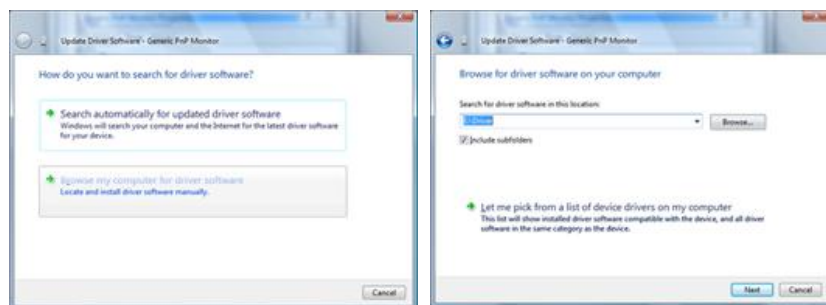 Update Driver Software - Generic PnP Monitor
How do you want to search for driver software?
Search automatically for updated driver software
Windows will search your computer and the Internet for the latest driver software
for your device.
Browse my computer for driver software
Locate and install driver software manually.
Cancel
Update Driver Software - Generic PnP Monitor
Browse for driver software on your computer
Search for driver software in this location:
Browse...
Include subfolders
Let me pick from a list of device drivers on my computer
This list will show installed driver software compatible with the device, and all driver
software in the same category as the device.
Next
Cancel